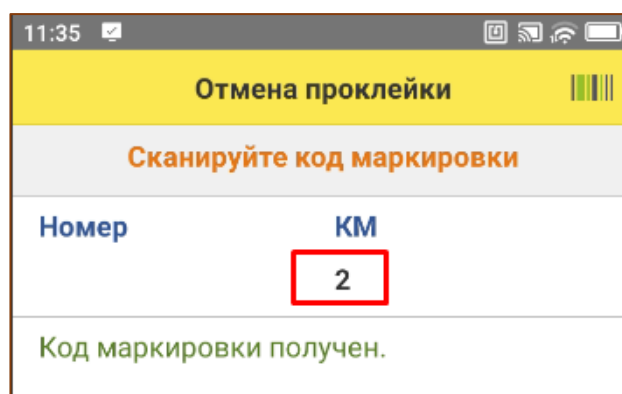 11:35
Отмена проклейки
Сканируйте код маркировки
Номер КМ
2
Код маркировки получен.